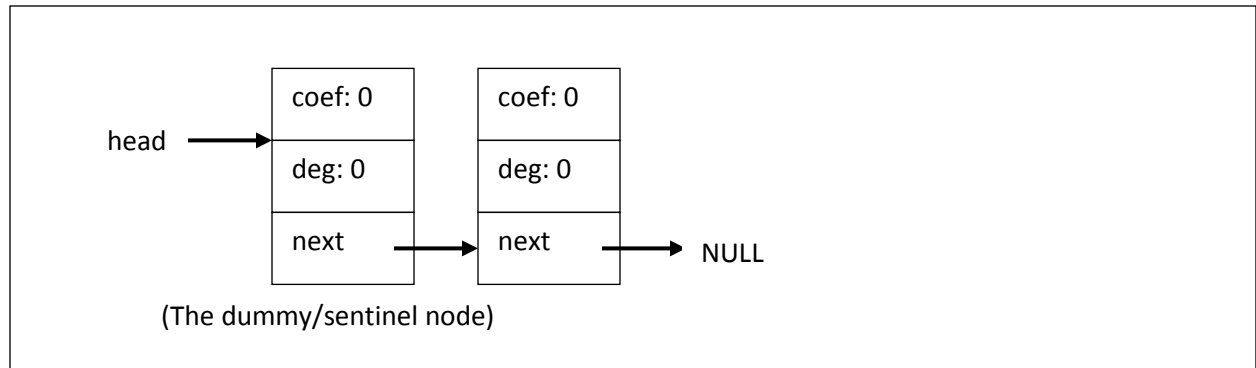 coef: 0 coef: 0
head
deg: 0 deg: 0
next next NULL
(The dummy/sentinel node)